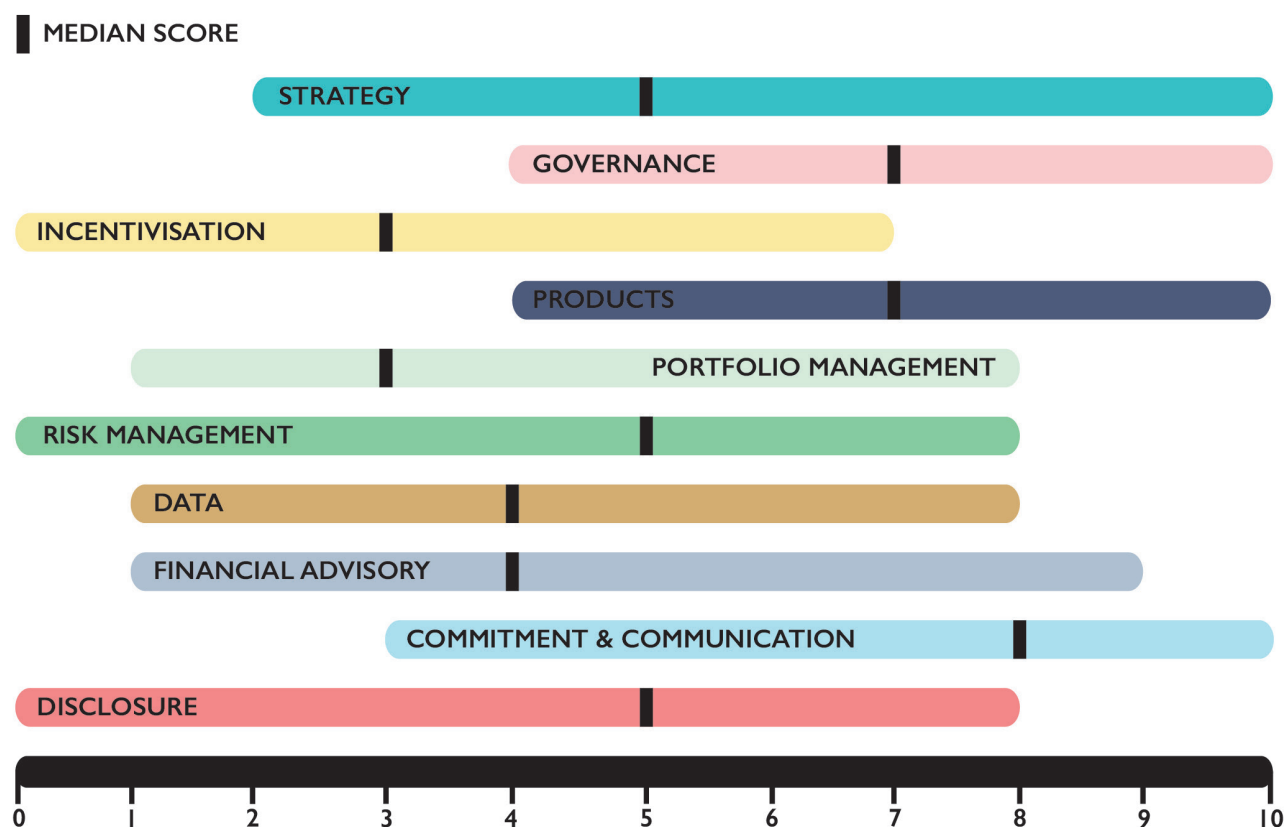 MEDIAN SCORE
STRATEGY
GOVERNANCE
INCENTIVISATION
PRODUCTS
PORTFOLIO MANAGEMENT
RISK MANAGEMENT
DATA
FINANCIAL ADVISORY
COMMITMENT & COMMUNICATION
DISCLOSURE
0 1 2 3 4 5 6 7 8 9 10